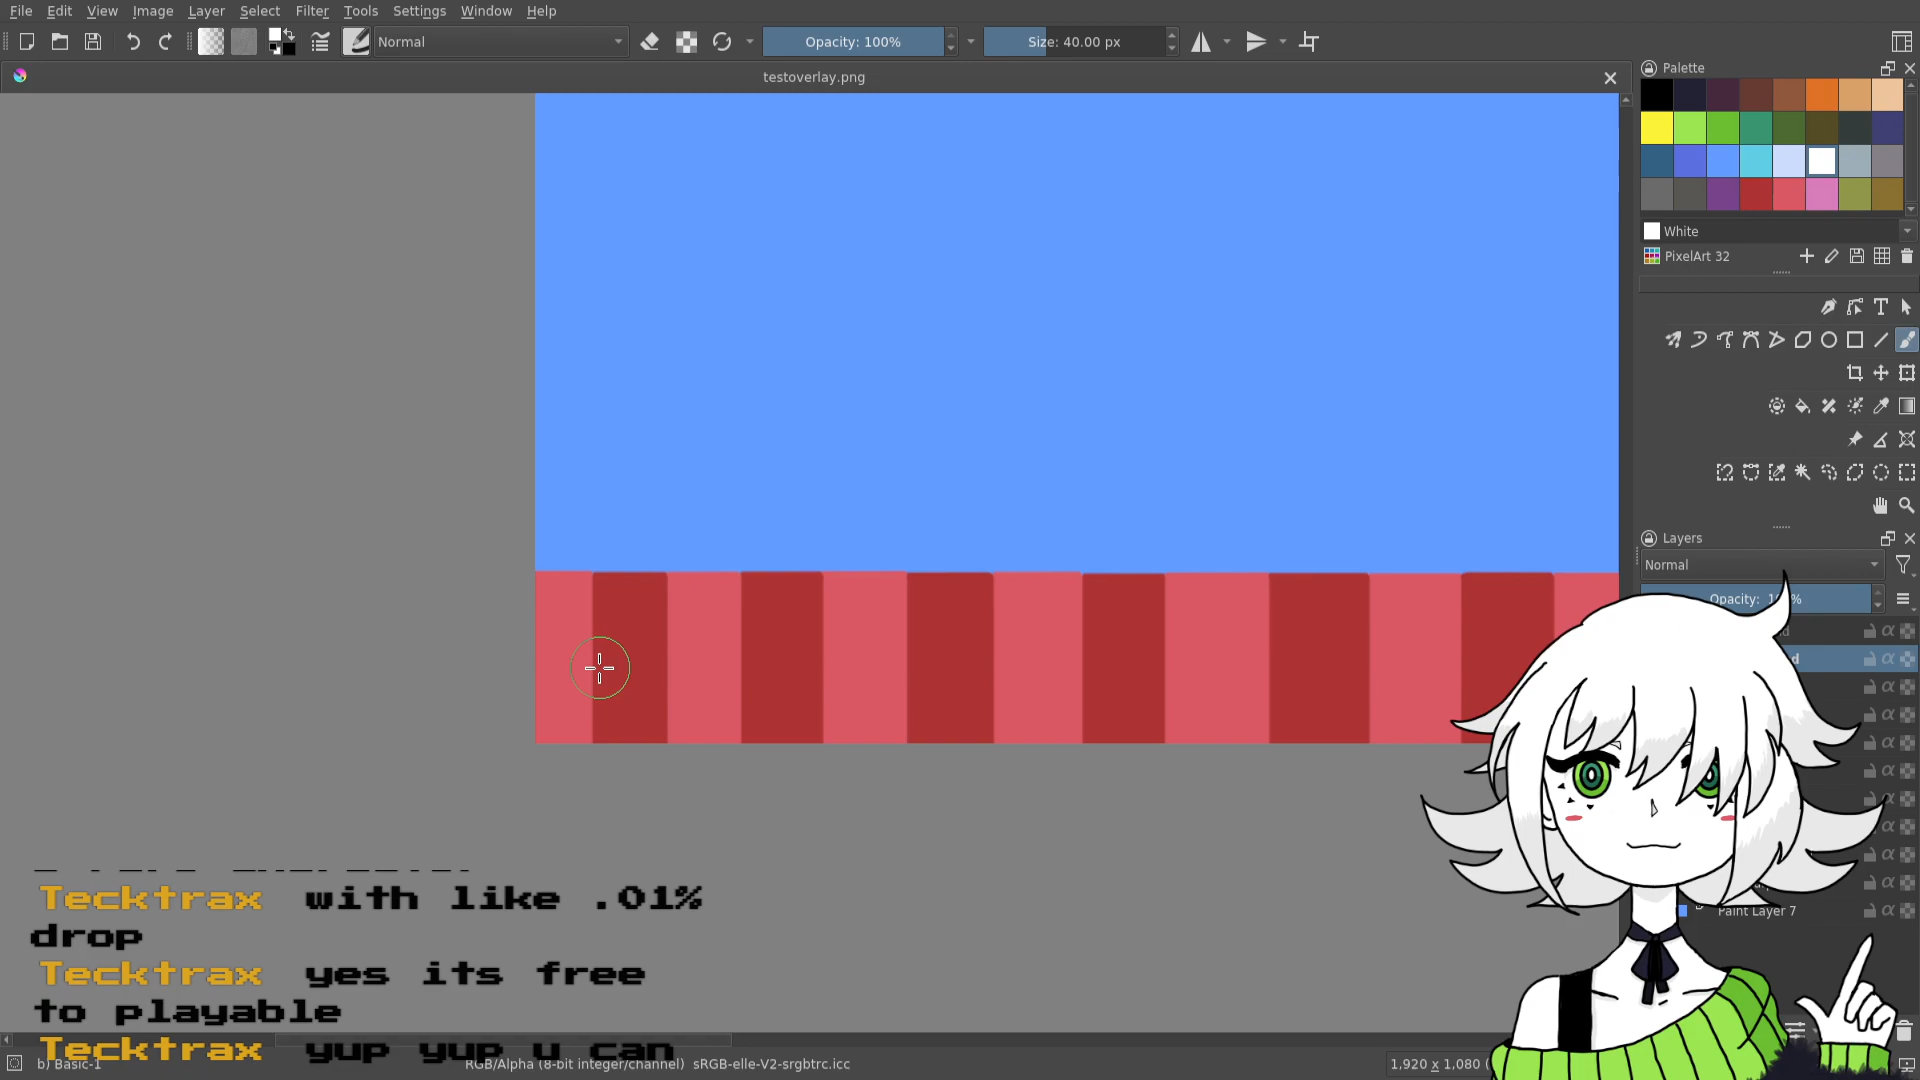 File Edit View Image Layer Select Filter Tools Settings Window Help
Normal
Opacity: 100%
Size: 40.00 px
testoverlay.png
Palette
White
PixelArt 32
Layers
Normal
Opacity:
Paint Layer 7
Tecktrax with like .01%
drop
Tecktrax yes its free
to playable
Tecktrax yup yup u can
b) Basic-1
RGB/Alpha (8-bit integer/channel) sRGB-elle-V2-srgbtrc.icc
1,920 x 1,080